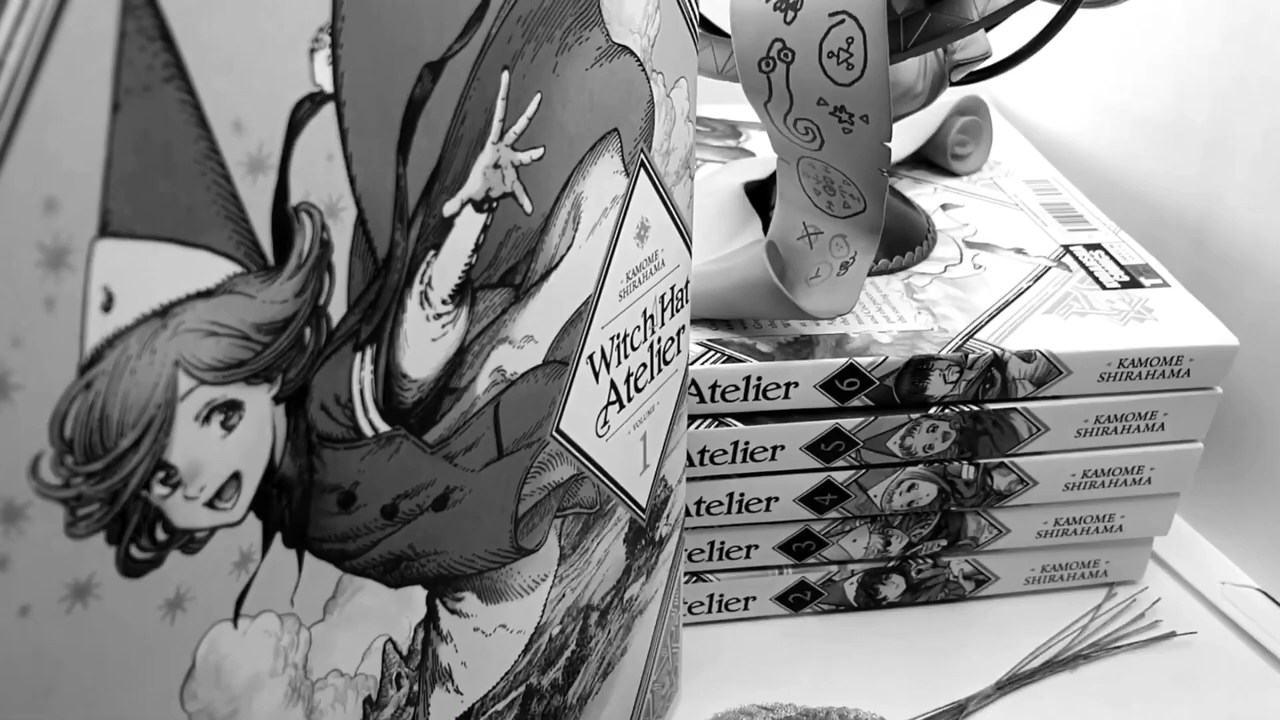 - KAMOME -
SHIRAHAMA
Witch Hat
Atelier
- VOLUME -
1
Atelier 6 - KAMOME -
SHIRAHAMA
Atelier 5 - KAMOME -
SHIRAHAMA
Atelier 4 - KAMOME -
SHIRAHAMA
telier 3 - KAMOME -
SHIRAHAMA
telier 2 - KAMOME -
SHIRAHAMA